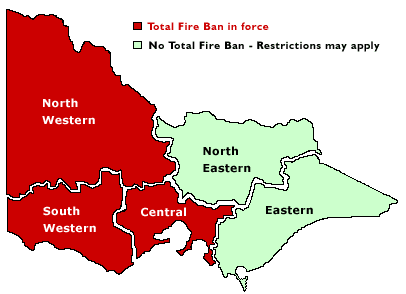 Total Fire Ban in force
No Total Fire Ban - Restrictions may apply
North
Western
North
Eastern
South
Western
Central
Eastern